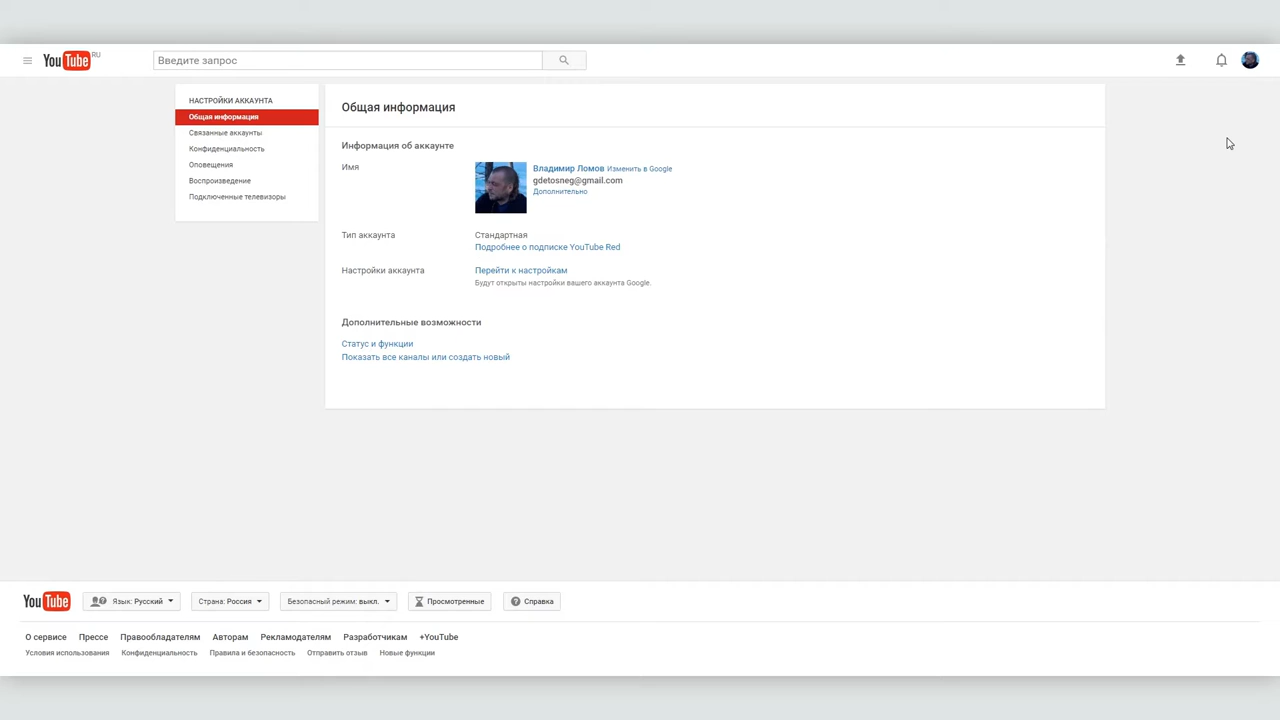 YouTube RU
Введите запрос
НАСТРОЙКИ АККАУНТА
Общая информация
Связанные аккаунты
Конфиденциальность
Оповещения
Воспроизведение
Подключенные телевизоры
Общая информация
Информация об аккаунте
Имя
Владимир Ломов Изменить в Google
gdetosneg@gmail.com
Дополнительно
Тип аккаунта
Стандартная
Подробнее о подписке YouTube Red
Настройки аккаунта
Перейти к настройкам
Будут открыты настройки вашего аккаунта Google.
Дополнительные возможности
Статус и функции
Показать все каналы или создать новый
YouTube Язык: Русский Страна: Россия Безопасный режим: выкл. Просмотренные Справка
О сервисе Прессе Правообладателям Авторам Рекламодателям Разработчикам +YouTube
Условия использования Конфиденциальность Правила и безопасность Отправить отзыв Новые функции